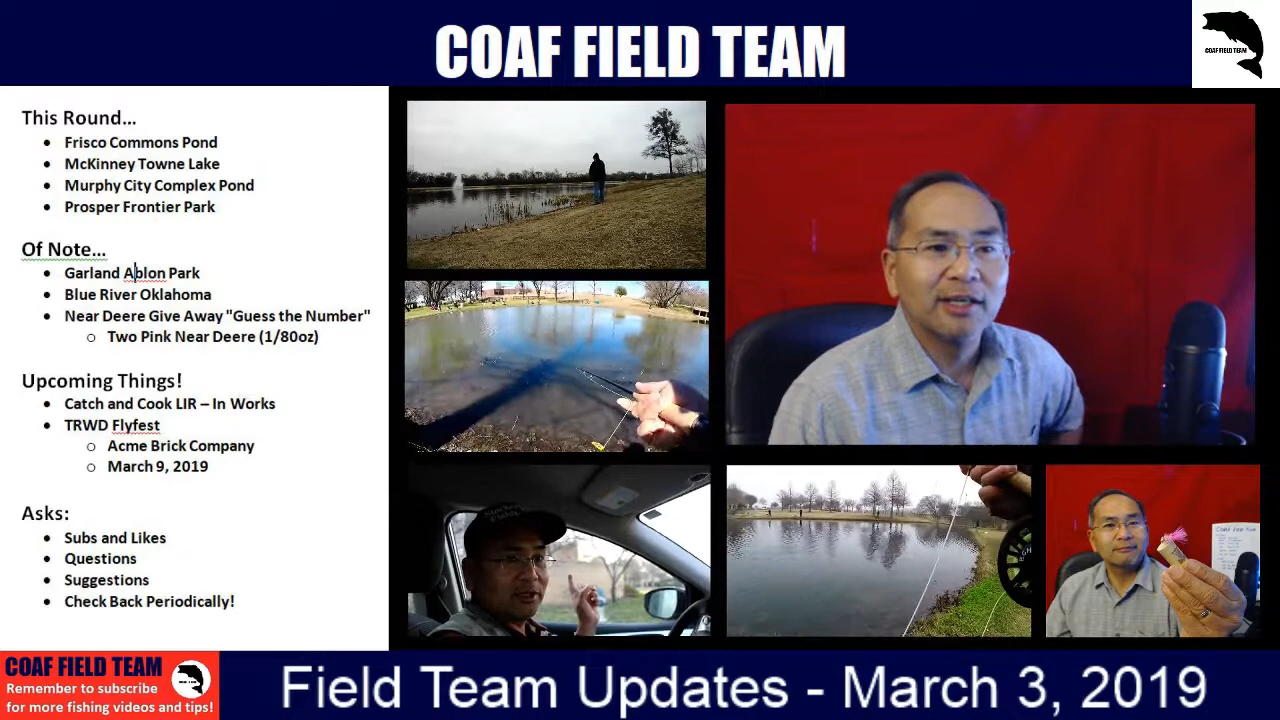 COAF FIELD TEAM
COAF FIELD TEAM
This Round...
• Frisco Commons Pond
• McKinney Towne Lake
• Murphy City Complex Pond
• Prosper Frontier Park
Of Note...
• Garland Ablon Park
• Blue River Oklahoma
• Near Deere Give Away "Guess the Number"
o Two Pink Near Deere (1/80oz)
Upcoming Things!
• Catch and Cook LIR – In Works
• TRWD Flyfest
o Acme Brick Company
o March 9, 2019
Asks:
• Subs and Likes
• Questions
• Suggestions
• Check Back Periodically!
COAF FIELD TEAM
Remember to subscribe
for more fishing videos and tips!
Field Team Updates - March 3, 2019